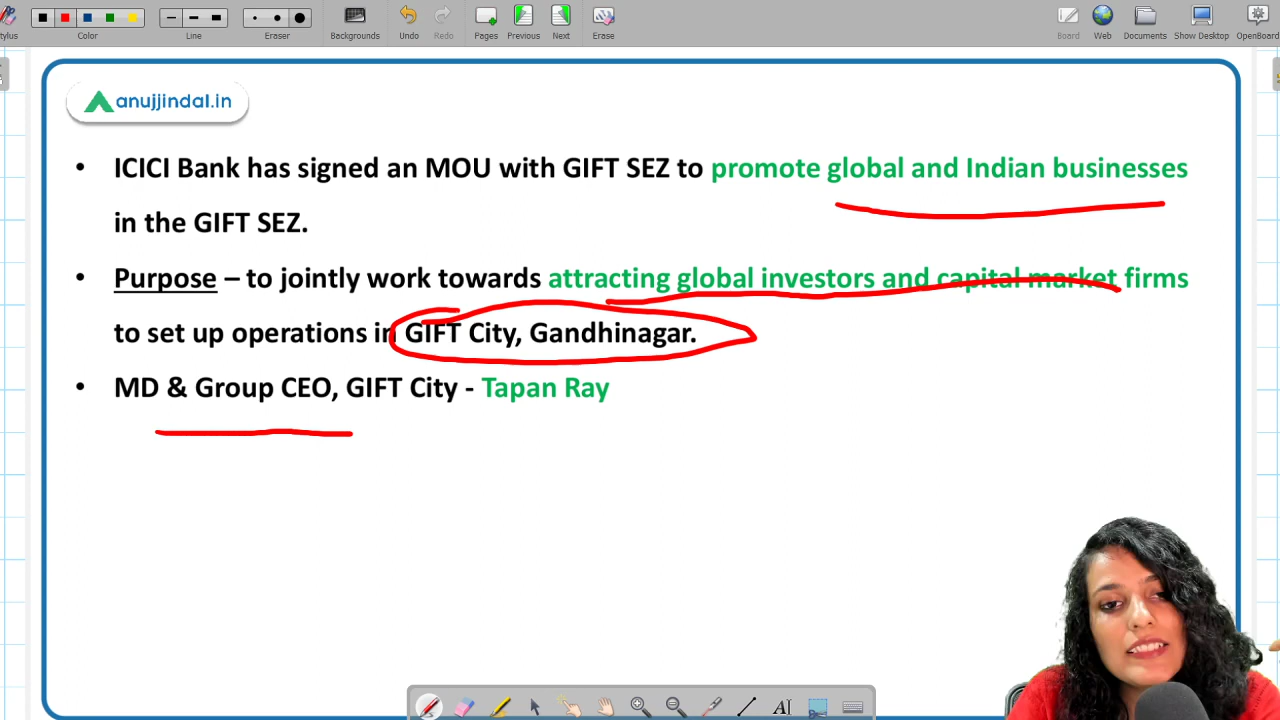 tylus
Color
Line
Eraser
Backgrounds
Undo
Redo
Pages
Previous
Next
Erase
Board
Web
Documents
Show Desktop
OpenBoard
anujjindal.in
• ICICI Bank has signed an MOU with GIFT SEZ to promote global and Indian businesses
in the GIFT SEZ.
• Purpose – to jointly work towards attracting global investors and capital market firms
to set up operations in GIFT City, Gandhinagar.
• MD & Group CEO, GIFT City - Tapan Ray